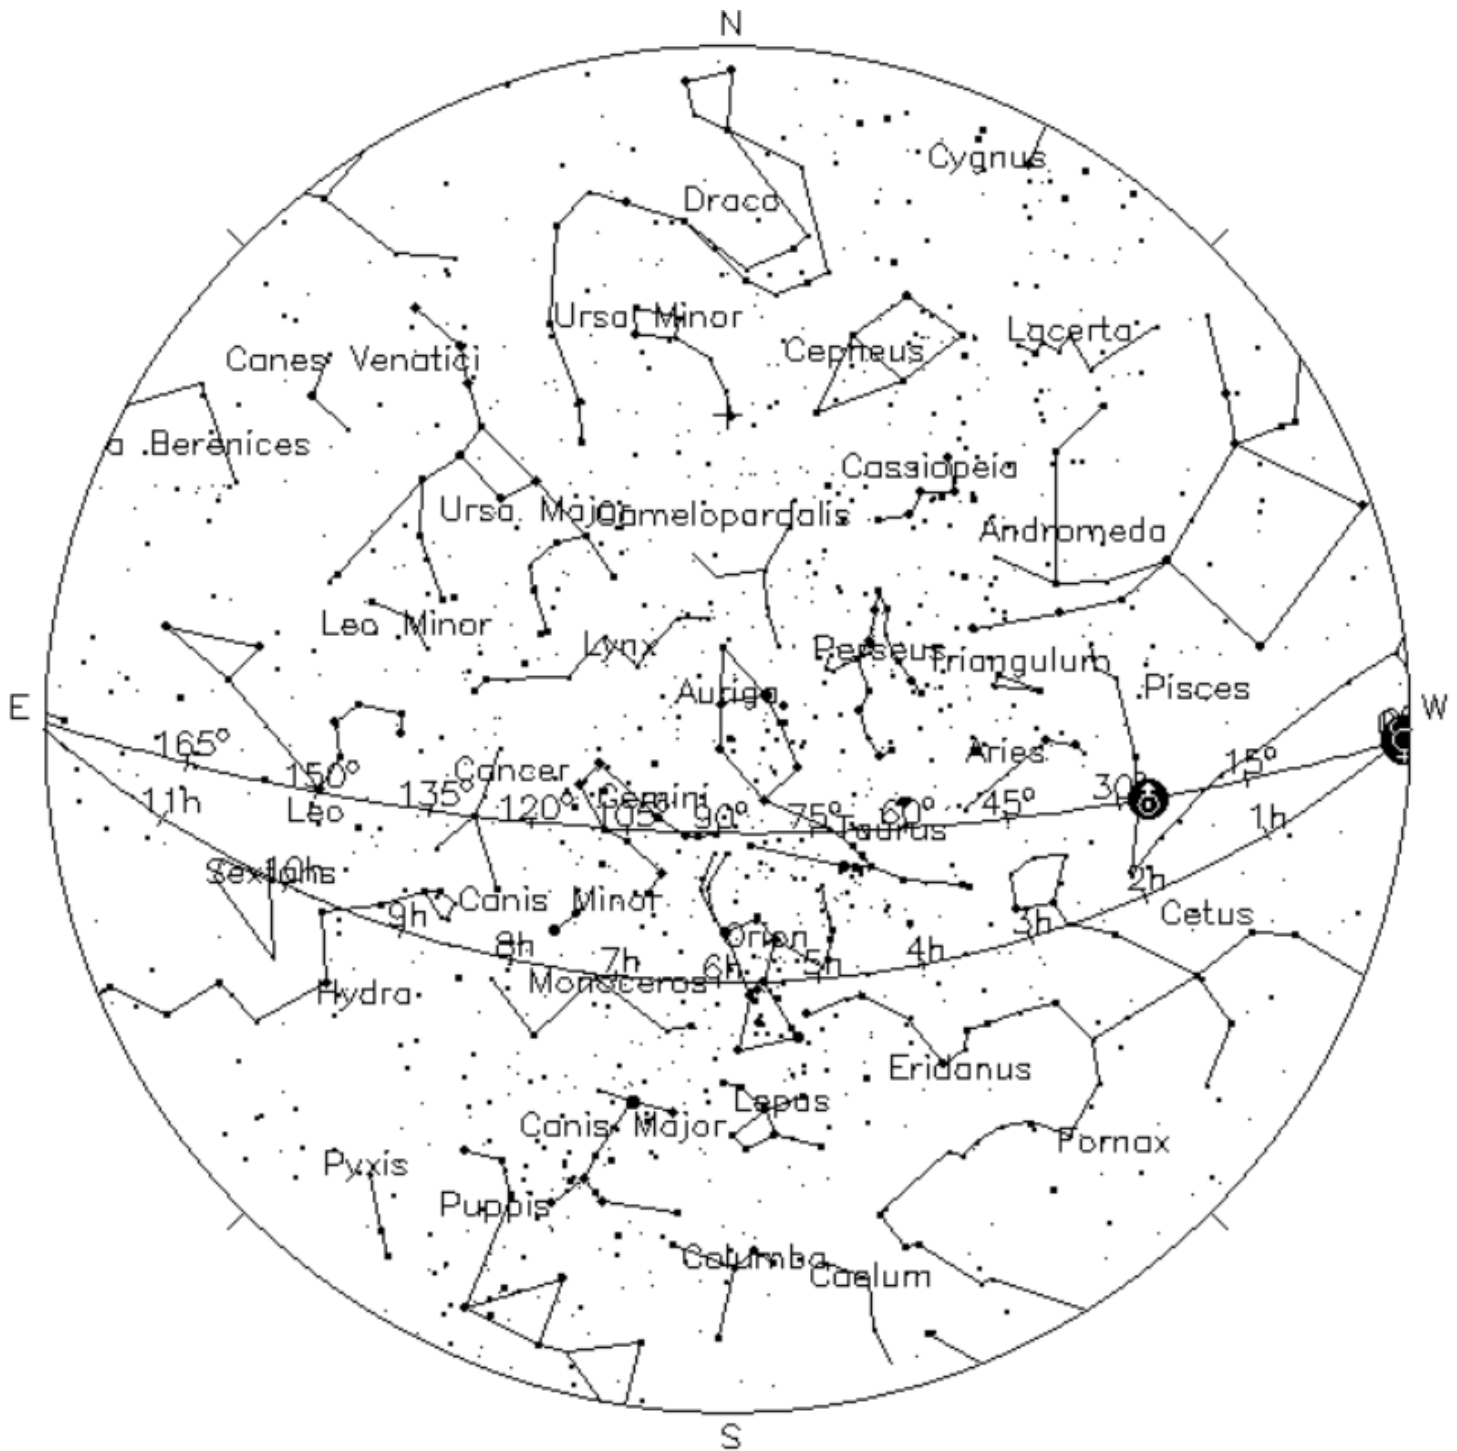 N
Cygnus
Draco
Ursa Minor
Lacerta
Cepheus
Canes Venatici
a Berenices
Cassiopeia
Ursa Major
Camelopardalis
Andromeda
Leo Minor
Lynx
Perseus
Triangulum
Pisces
Auriga
E
W
165°
150°
135°
120°
105°
90°
75°
60°
45°
30°
15°
Aries
Cancer
Gemini
Taurus
Leo
11h
1h
Sextans
10h
2h
Canis Minor
9h
3h
Cetus
Orion
8h
7h
6h
5h
4h
Monoceros
Hydra
Eridanus
Lepus
Canis Major
Fornax
Pyxis
Puppis
Columba
Caelum
S